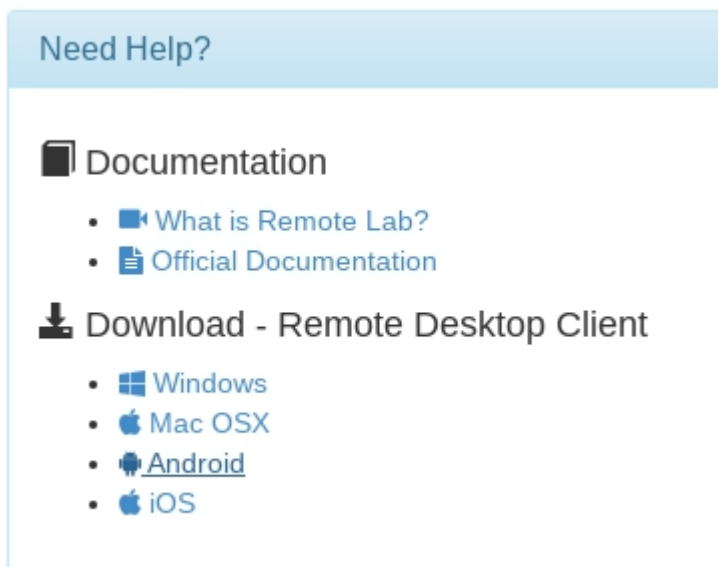 Need Help?
Documentation
What is Remote Lab?
Official Documentation
Download - Remote Desktop Client
Windows
Mac OSX
Android
iOS